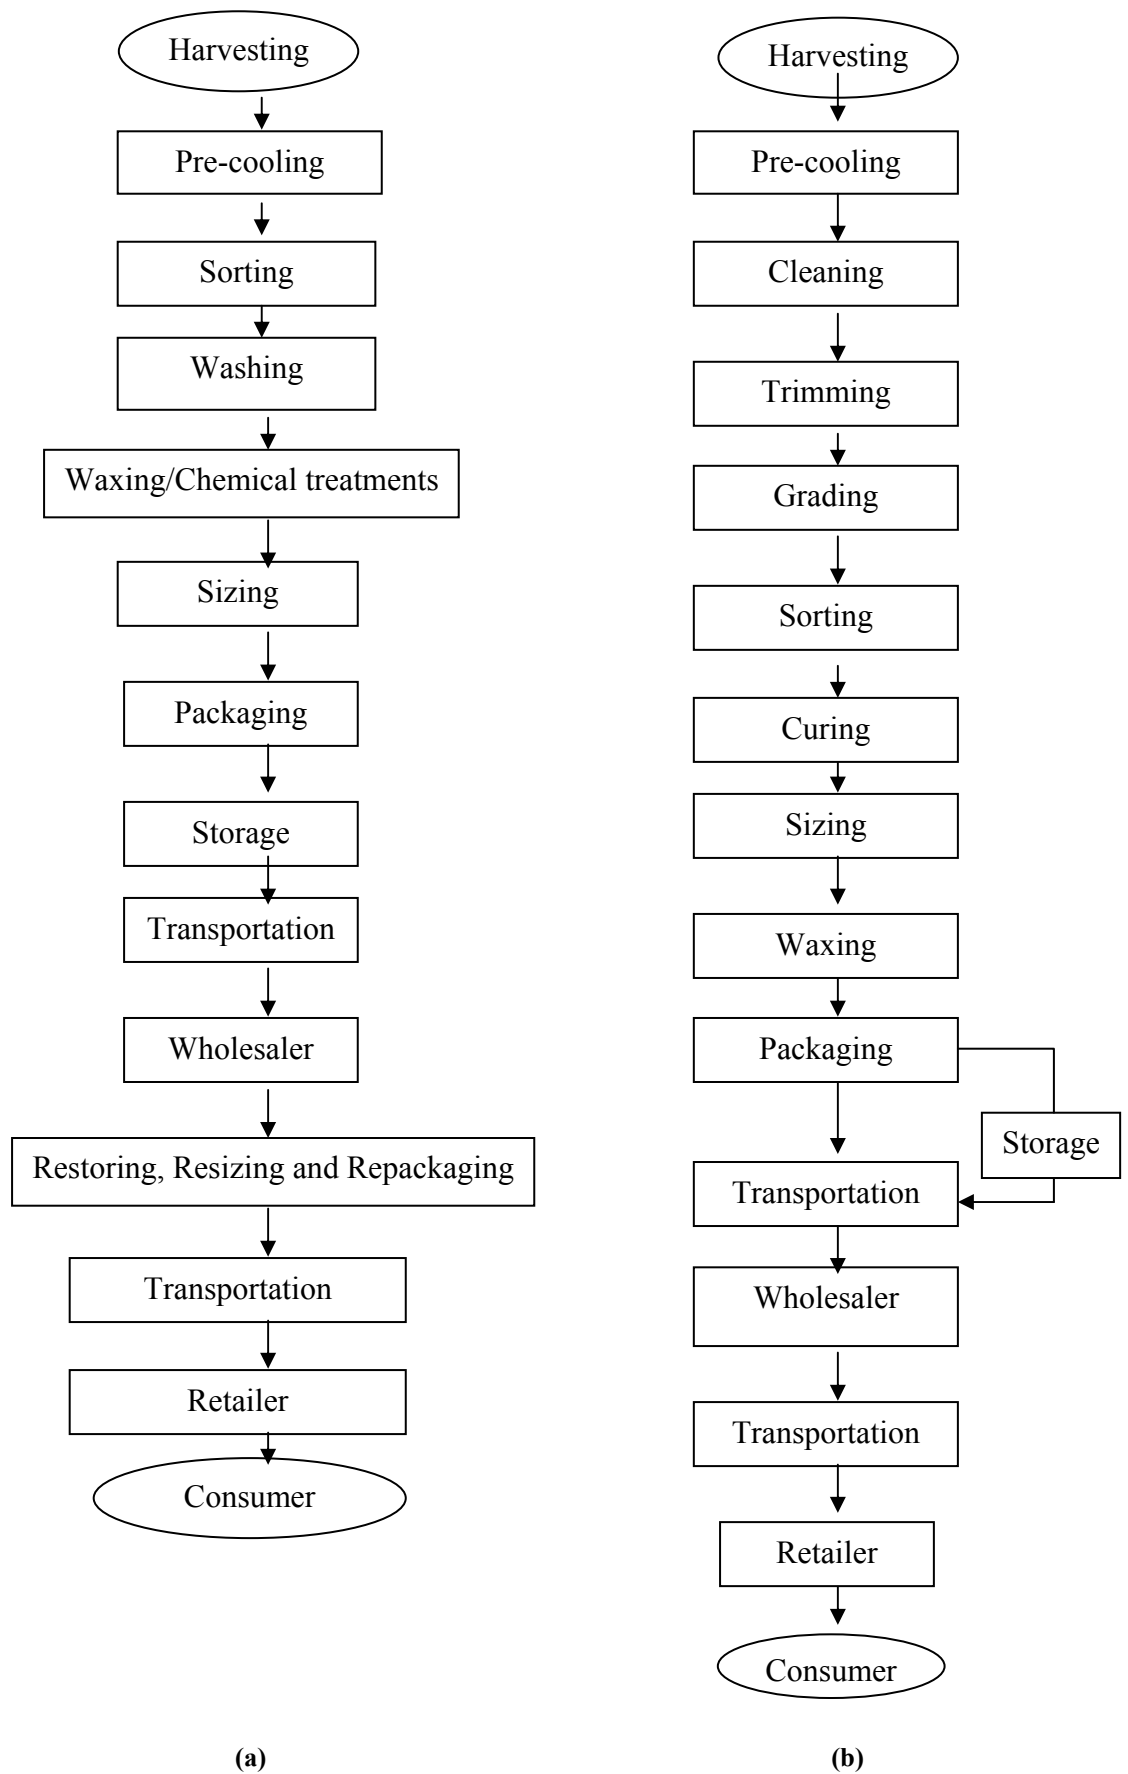 Harvesting
Pre-cooling
Sorting
Washing
Waxing/Chemical treatments
Sizing
Packaging
Storage
Transportation
Wholesaler
Restoring, Resizing and Repackaging
Transportation
Retailer
Consumer
(a)
Harvesting
Pre-cooling
Cleaning
Trimming
Grading
Sorting
Curing
Sizing
Waxing
Packaging
Storage
Transportation
Wholesaler
Transportation
Retailer
Consumer
(b)